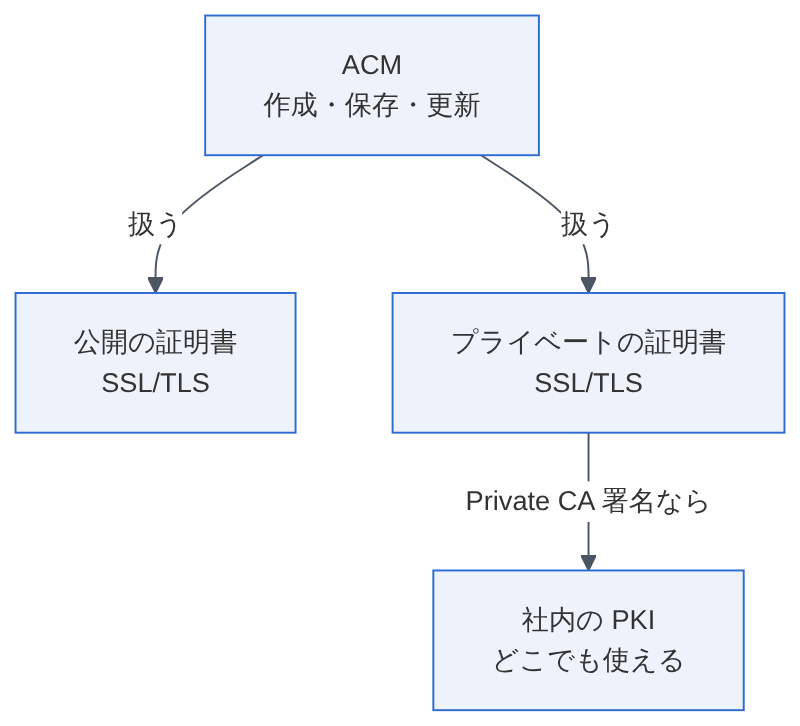 ACM
作成・保存・更新
扱う
扱う
公開の証明書
SSL/TLS
プライベートの証明書
SSL/TLS
Private CA 署名なら
社内の PKI
どこでも使える